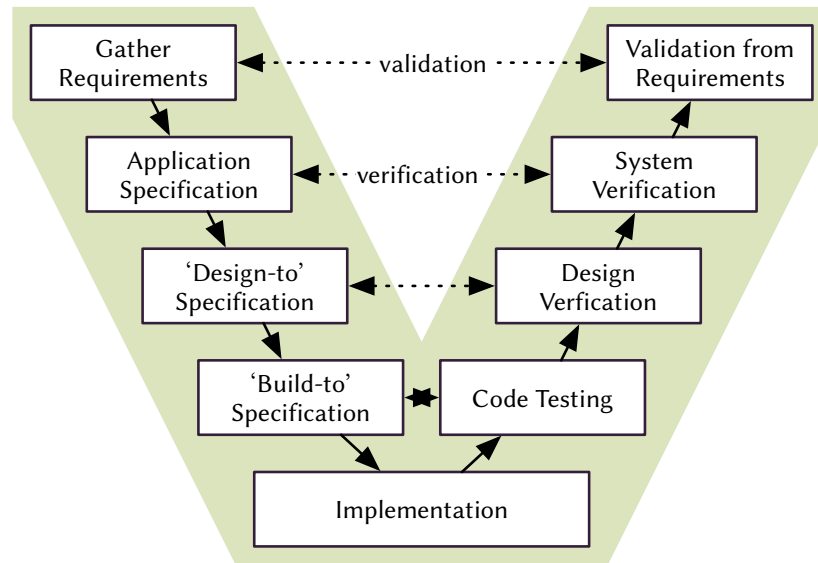 Gather
Requirements
validation
Validation from
Requirements
Application
Specification
verification
System
Verification
‘Design-to’
Specification
Design
Verfication
‘Build-to’
Specification
Code Testing
Implementation